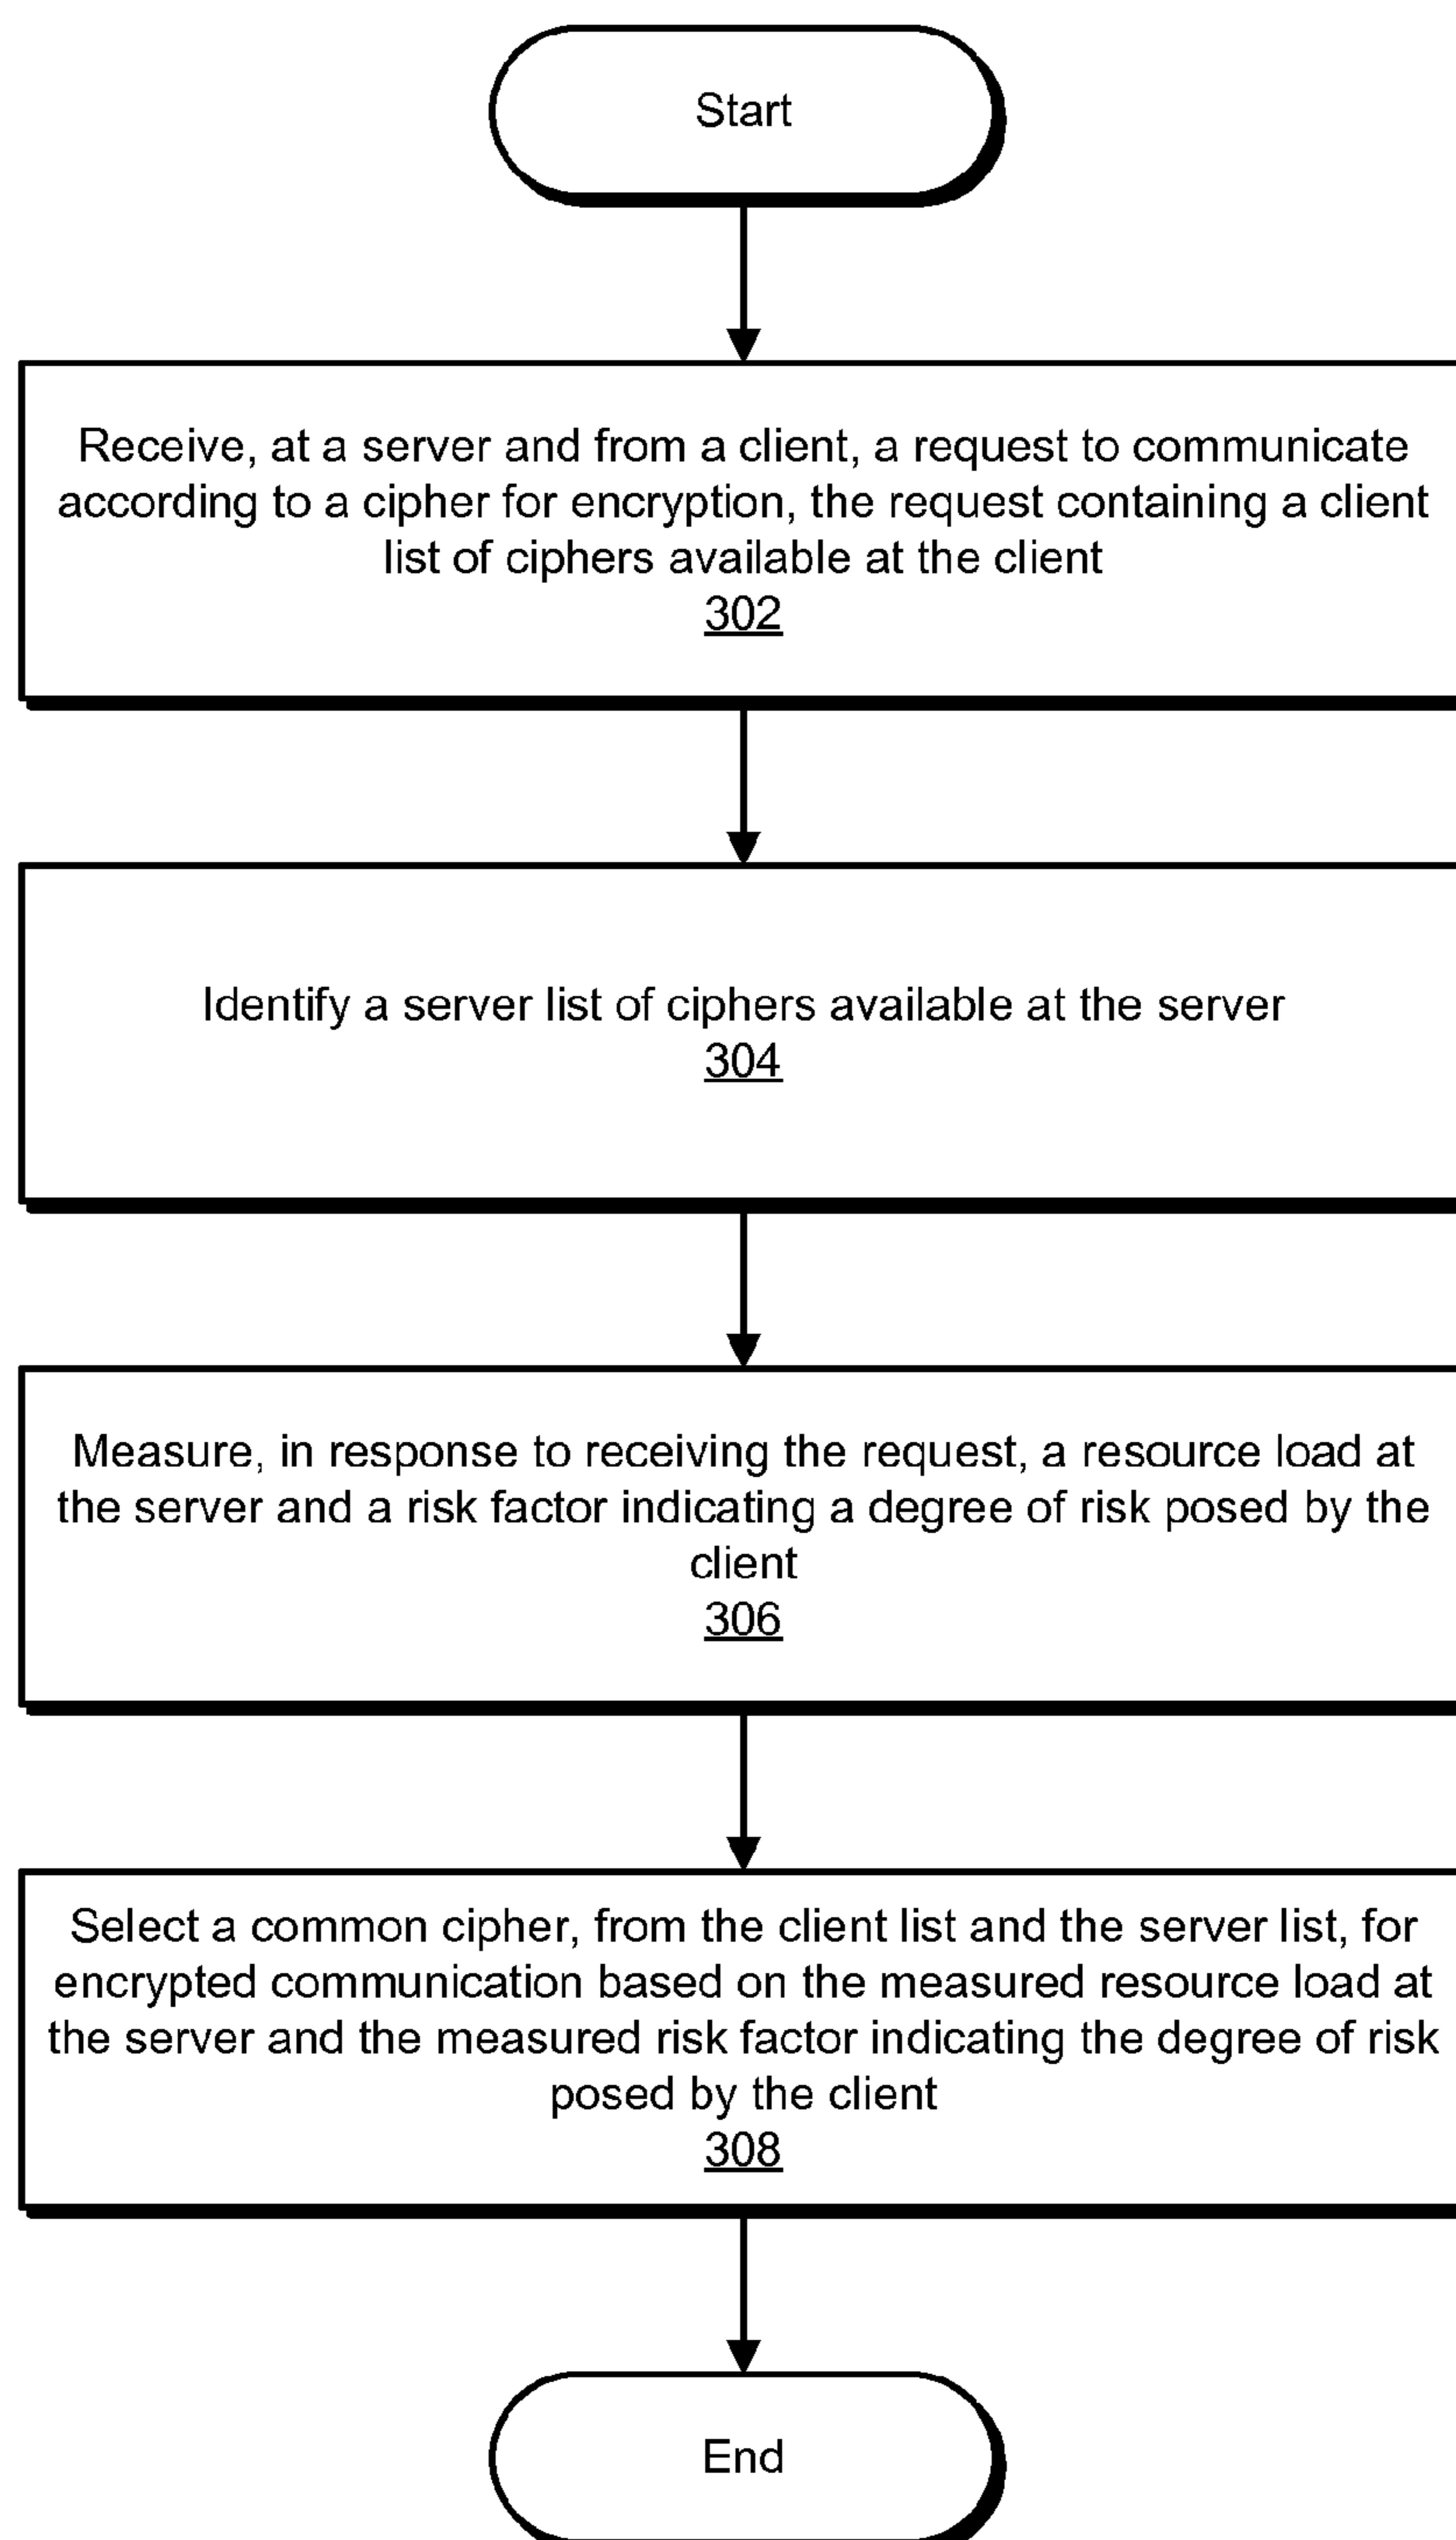 Start
Receive, at a server and from a client, a request to communicate
according to a cipher for encryption, the request containing a client
list of ciphers available at the client
302
Identify a server list of ciphers available at the server
304
Measure, in response to receiving the request, a resource load at
the server and a risk factor indicating a degree of risk posed by the
client
306
Select a common cipher, from the client list and the server list, for
encrypted communication based on the measured resource load at
the server and the measured risk factor indicating the degree of risk
posed by the client
308
End